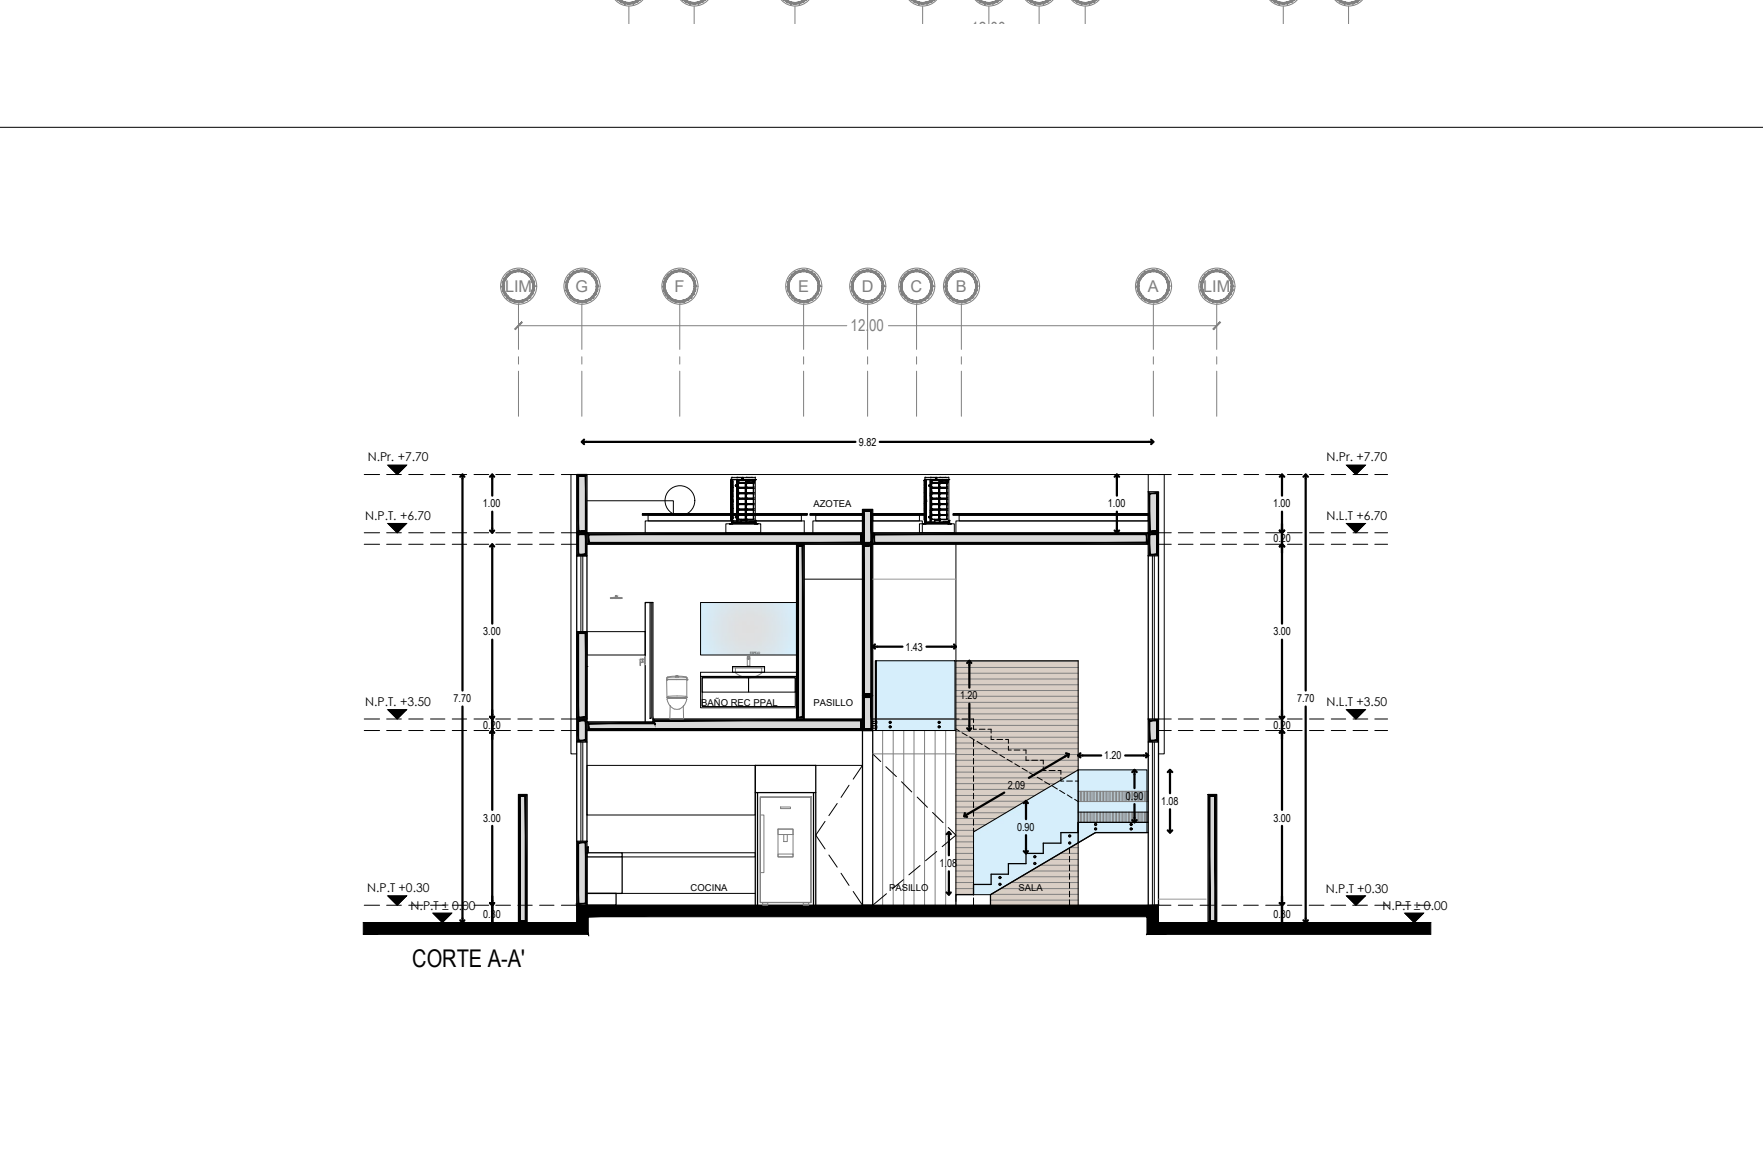 LIM G F E D C B A LIM
12.00
9.82
N.Pr. +7.70 N.Pr. +7.70
1.00 AZOTEA 1.00 1.00
N.P.T. +6.70 N.L.T +6.70
0.20
3.00 3.00
1.43
1.20
7.70 BAÑO REC PPAL PASILLO 7.70
N.P.T. +3.50 N.L.T +3.50
0.20 0.20
1.20
2.09
0.90 1.08
3.00 0.90 3.00
1.08
N.P.T +0.30 COCINA PASILLO SALA N.P.T +0.30
N.P.T ± 0.00 N.P.T ± 0.00
0.30 0.30
CORTE A-A'